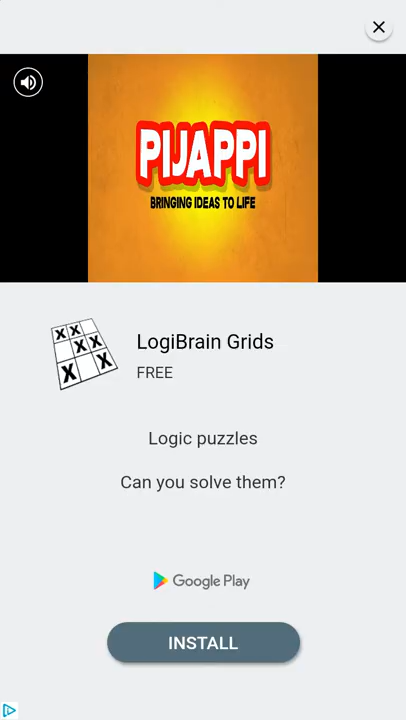 PIJAPPI
BRINGING IDEAS TO LIFE
X X
X X
X X
LogiBrain Grids
FREE
Logic puzzles
Can you solve them?
Google Play
INSTALL